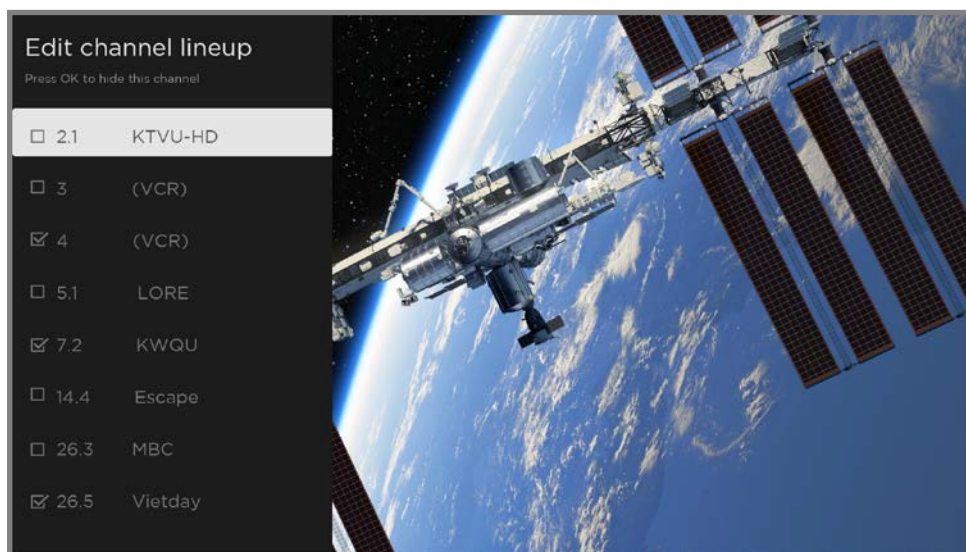 Edit channel lineup
Press OK to hide this channel
2.1 KTVU-HD
3 (VCR)
4 (VCR)
5.1 LORE
7.2 KWQU
14.4 Escape
26.3 MBC
26.5 Vietday